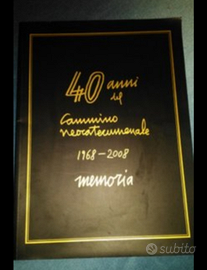 40 anni
del
Cammino
neocatecumenale
1968-2008
memoria
subito